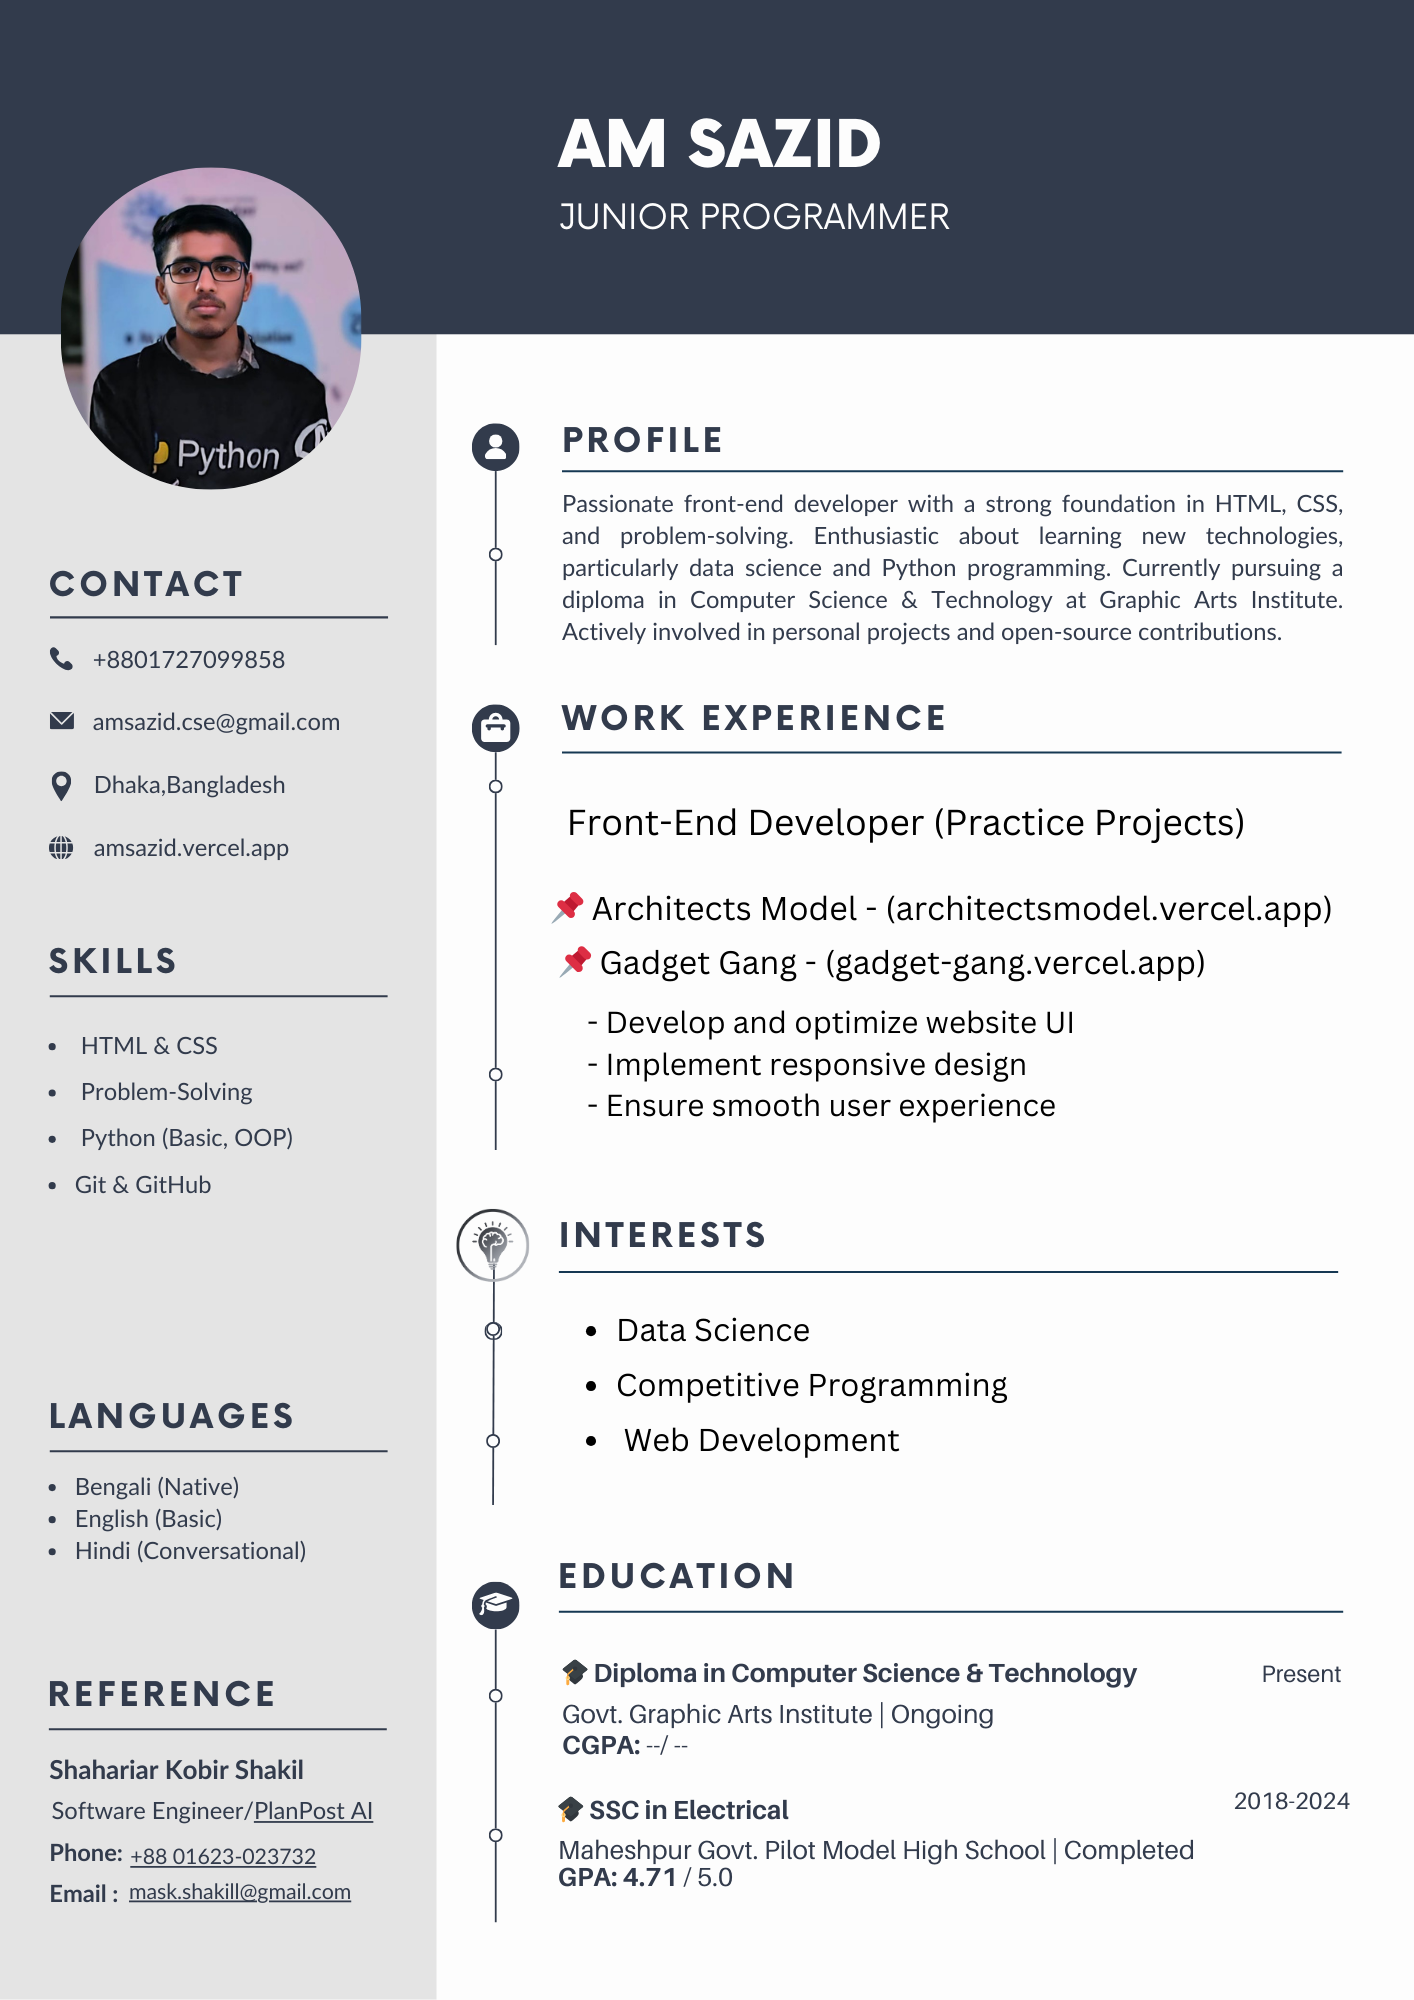 AM SAZID
JUNIOR PROGRAMMER
Why us?
Python
CONTACT
+8801727099858
amsazid.cse@gmail.com
Dhaka,Bangladesh
amsazid.vercel.app
SKILLS
• HTML & CSS
• Problem-Solving
• Python (Basic, OOP)
• Git & GitHub
LANGUAGES
• Bengali (Native)
• English (Basic)
• Hindi (Conversational)
REFERENCE
Shahariar Kobir Shakil
Software Engineer/PlanPost AI
Phone: +88 01623-023732
Email : mask.shakill@gmail.com
PROFILE
Passionate front-end developer with a strong foundation in HTML, CSS,
and problem-solving. Enthusiastic about learning new technologies,
particularly data science and Python programming. Currently pursuing a
diploma in Computer Science & Technology at Graphic Arts Institute.
Actively involved in personal projects and open-source contributions.
WORK EXPERIENCE
Front-End Developer (Practice Projects)
📌 Architects Model - (architectsmodel.vercel.app)
📌 Gadget Gang - (gadget-gang.vercel.app)
- Develop and optimize website UI
- Implement responsive design
- Ensure smooth user experience
INTERESTS
• Data Science
• Competitive Programming
• Web Development
EDUCATION
🎓 Diploma in Computer Science & Technology Present
Govt. Graphic Arts Institute | Ongoing
CGPA: --/ --
🎓 SSC in Electrical 2018-2024
Maheshpur Govt. Pilot Model High School | Completed
GPA: 4.71 / 5.0